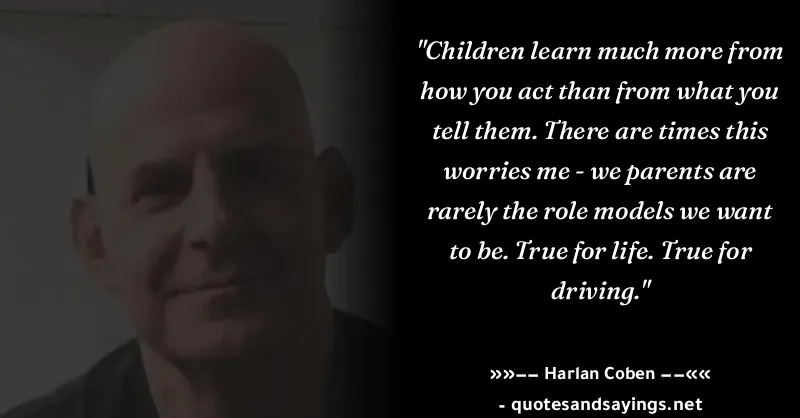 "Children learn much more from
how you act than from what you
tell them. There are times this
worries me - we parents are
rarely the role models we want
to be. True for life. True for
driving."
»»–– Harlan Coben ––««
- quotesandsayings.net